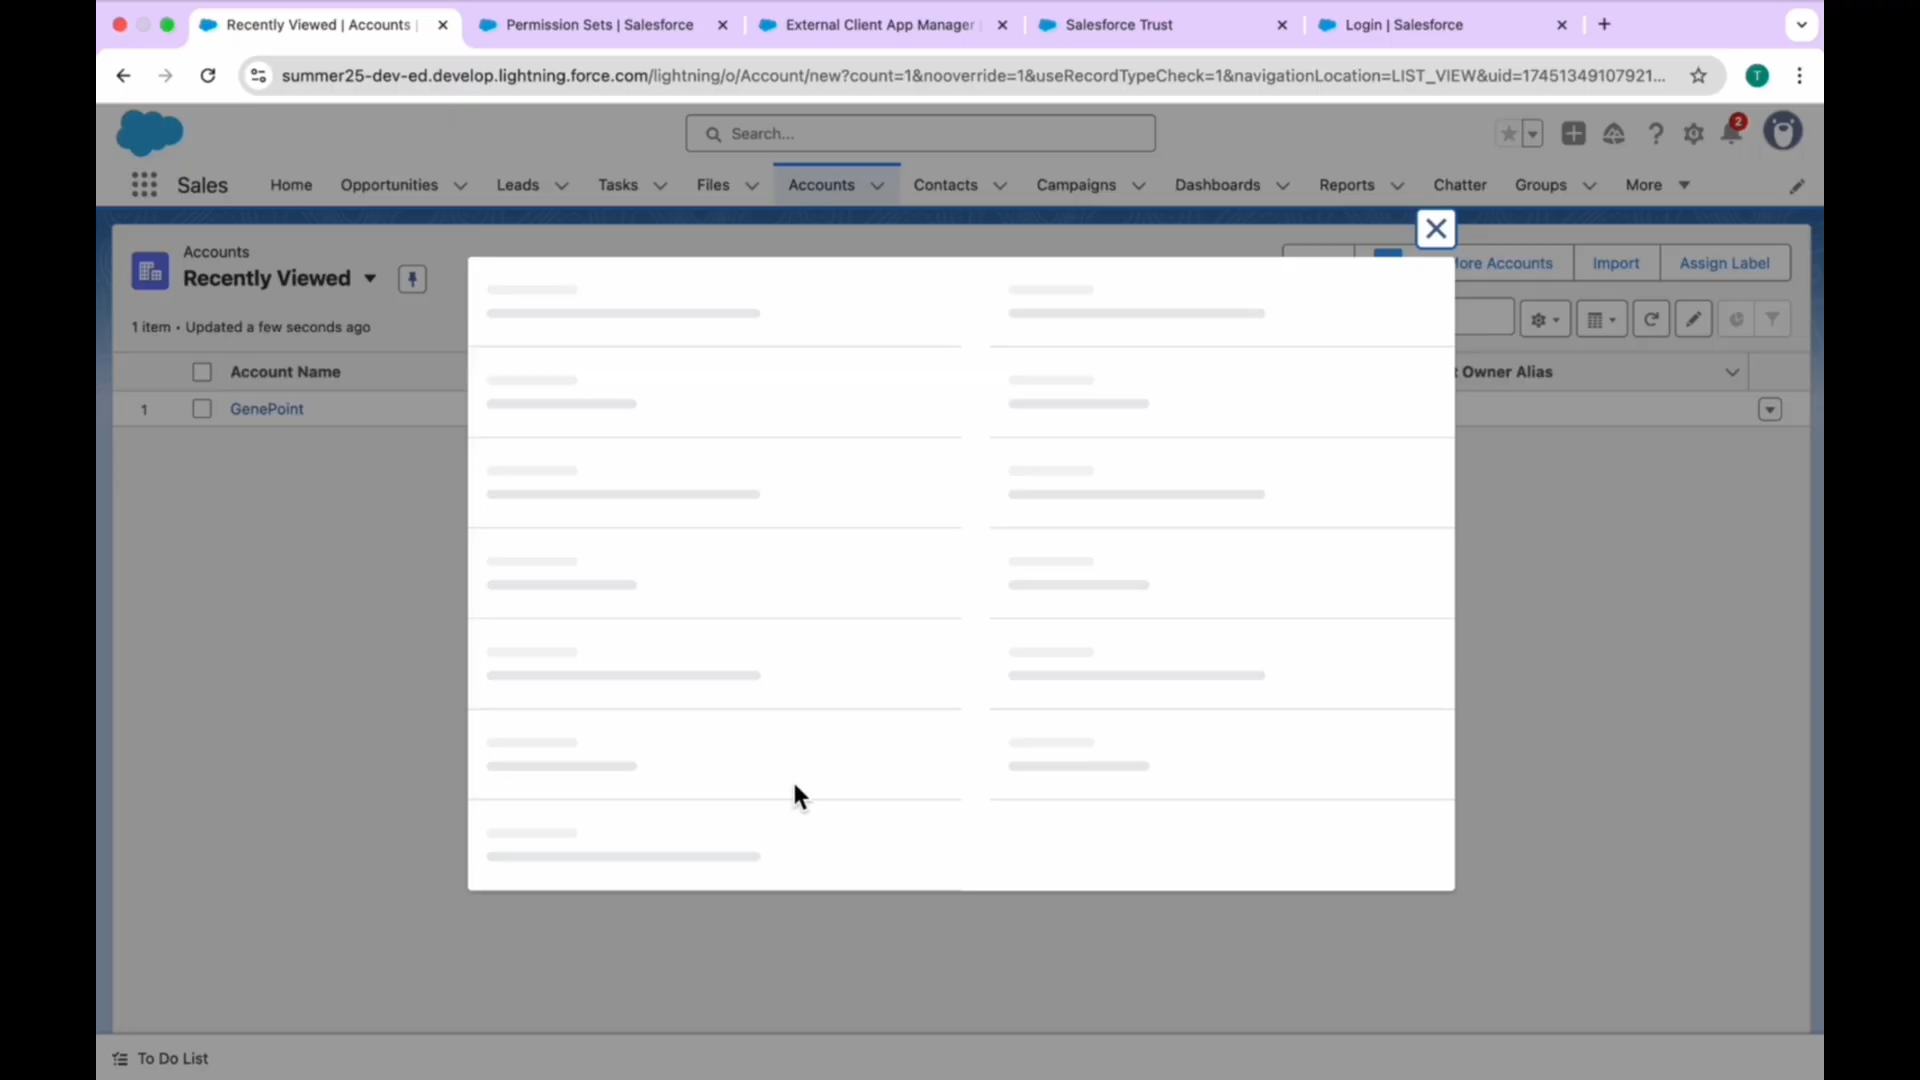 Recently Viewed | Accounts
Permission Sets | Salesforce
External Client App Manager
Salesforce Trust
Login | Salesforce
summer25-dev-ed.develop.lightning.force.com/lightning/o/Account/new?count=1&nooverride=1&useRecordTypeCheck=1&navigationLocation=LIST_VIEW&uid=17451349107921...
T
Search...
2
Sales
Home
Opportunities
Leads
Tasks
Files
Accounts
Contacts
Campaigns
Dashboards
Reports
Chatter
Groups
More
Accounts
Recently Viewed
More Accounts
Import
Assign Label
1 item • Updated a few seconds ago
Account Name
Owner Alias
1
GenePoint
To Do List